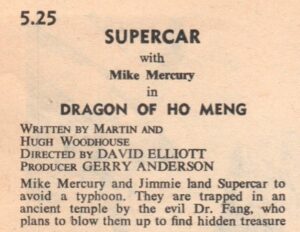 5.25
SUPERCAR
with
Mike Mercury
in
DRAGON OF HO MENG
WRITTEN BY MARTIN AND
HUGH WOODHOUSE
DIRECTED BY DAVID ELLIOTT
PRODUCER GERRY ANDERSON
Mike Mercury and Jimmie land Supercar to
avoid a typhoon. They are trapped in an
ancient temple by the evil Dr. Fang, who
plans to blow them up to find hidden treasure